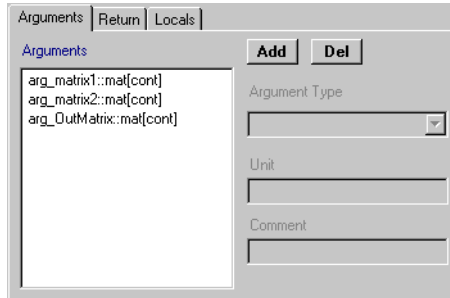 Arguments Return Locals
Arguments
Add Del
arg_matrix1::mat[cont]
arg_matrix2::mat[cont]
arg_OutMatrix::mat[cont]
Argument Type
Unit
Comment